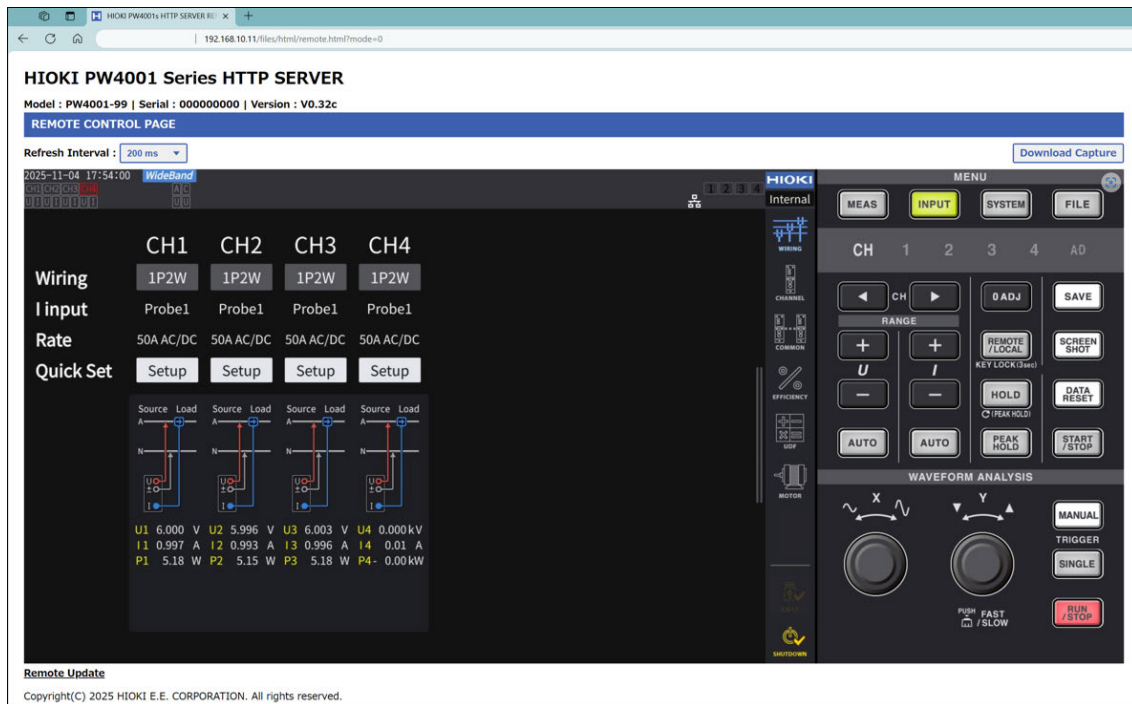 HIOKI PW4001s HTTP SERVER RE
192.168.10.11/files/html/remote.html?mode=0
HIOKI PW4001 Series HTTP SERVER
Model : PW4001-99 | Serial : 000000000 | Version : V0.32c
REMOTE CONTROL PAGE
Refresh Interval : 200 ms
Download Capture
2025-11-04 17:54:00 WideBand
CH1 CH2 CH3 CH4 A C
U I U I U I U I U U
1 2 3 4
HIOKI
Internal
CH1 CH2 CH3 CH4
Wiring 1P2W 1P2W 1P2W 1P2W
I input Probe1 Probe1 Probe1 Probe1
Rate 50A AC/DC 50A AC/DC 50A AC/DC 50A AC/DC
Quick Set Setup Setup Setup Setup
Source Load Source Load Source Load Source Load
A A A A
N N N N
U U U U
± ± ± ±
I I I I
U1 6.000 V U2 5.996 V U3 6.003 V U4 0.000 kV
I1 0.997 A I2 0.993 A I3 0.996 A I4 0.01 A
P1 5.18 W P2 5.15 W P3 5.18 W P4 - 0.00 kW
WIRING
CHANNEL
COMMON
EFFICIENCY
UDF
MOTOR
SHUTDOWN
MENU
MEAS INPUT SYSTEM FILE
CH 1 2 3 4 AD
CH
0 ADJ
SAVE
RANGE
+ +
REMOTE
/LOCAL
SCREEN
SHOT
U I
KEY LOCK(3sec)
− −
HOLD
DATA
RESET
(PEAK HOLD)
AUTO AUTO
PEAK
HOLD
START
/STOP
WAVEFORM ANALYSIS
X Y
MANUAL
TRIGGER
SINGLE
PUSH FAST
/SLOW
RUN
/STOP
Remote Update
Copyright(C) 2025 HIOKI E.E. CORPORATION. All rights reserved.